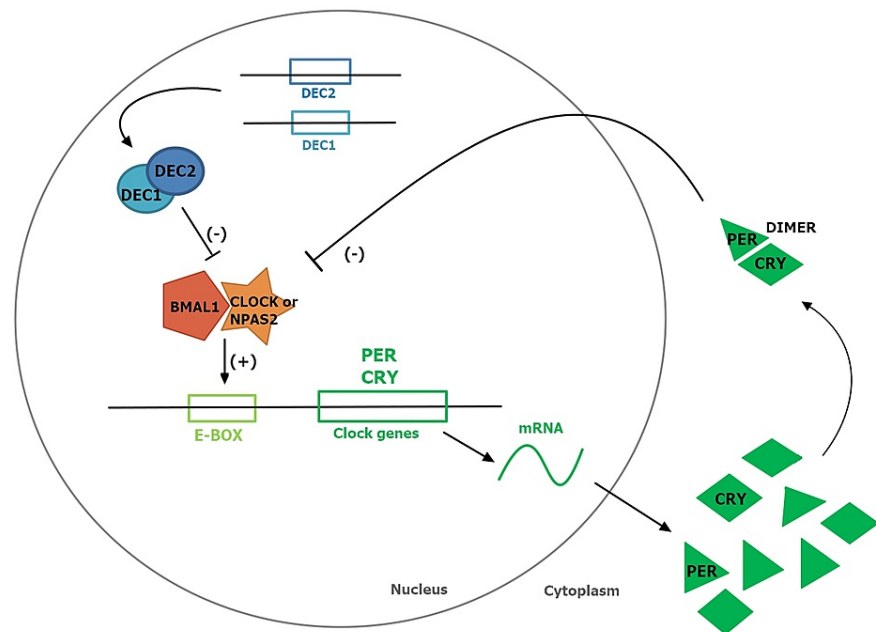 DEC2
DEC1
DEC2
DEC1
(-)
(-)
PER
DIMER
CRY
BMAL1
CLOCK or
NPAS2
(+)
PER
CRY
E-BOX
Clock genes
mRNA
CRY
PER
Nucleus
Cytoplasm